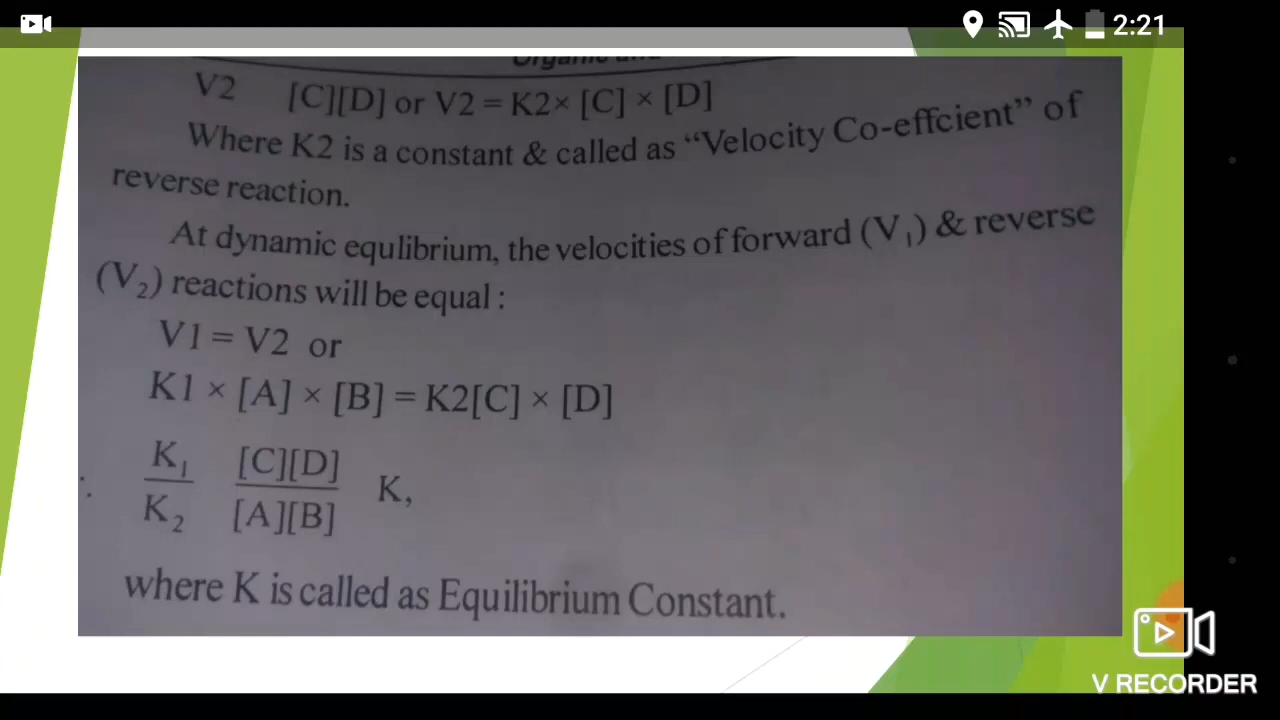 2:21
Organic and
V2 [C][D] or V2 = K2× [C] × [D]
Where K2 is a constant & called as “Velocity Co-effcient” of
reverse reaction.
At dynamic equlibrium, the velocities of forward (V₁) & reverse
(V₂) reactions will be equal :
V1 = V2 or
K1 × [A] × [B] = K2[C] × [D]
K₁ [C][D]
K₂ [A][B] K,
where K is called as Equilibrium Constant.
V RECORDER